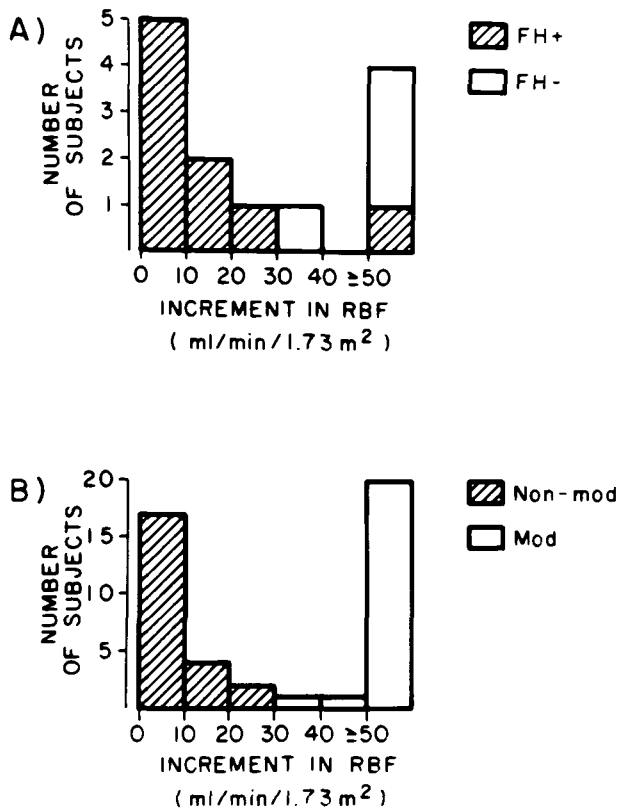 A)
NUMBER
OF SUBJECTS
5
4
3
2
1
0 10 20 30 40 ≥50
INCREMENT IN RBF
(ml/min/1.73 m²)
FH+
FH-
B)
NUMBER
OF SUBJECTS
20
15
10
5
0 10 20 30 40 ≥50
INCREMENT IN RBF
(ml/min/1.73 m²)
Non-mod
Mod